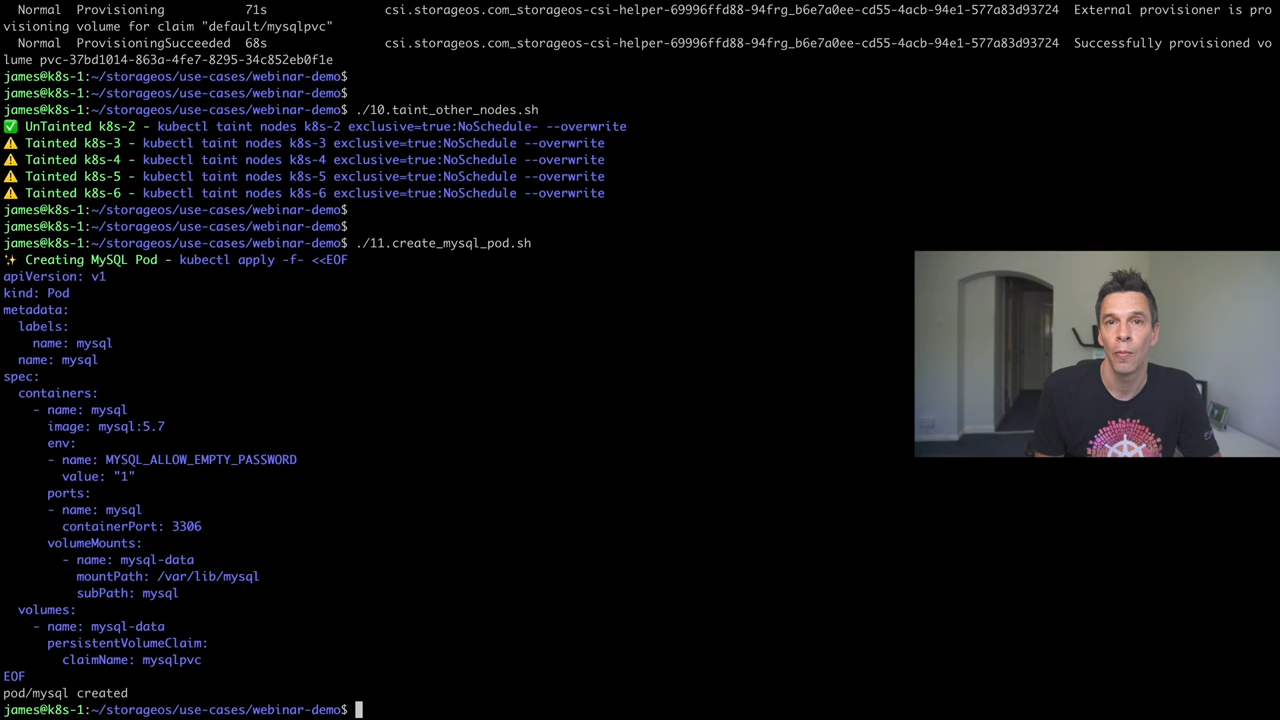 Normal  Provisioning           71s                csi.storageos.com_storageos-csi-helper-69996ffd88-94frg_b6e7a0ee-cd55-4acb-94e1-577a83d93724  External provisioner is pro
visioning volume for claim "default/mysqlpvc"
  Normal  ProvisioningSucceeded  68s                csi.storageos.com_storageos-csi-helper-69996ffd88-94frg_b6e7a0ee-cd55-4acb-94e1-577a83d93724  Successfully provisioned vo
lume pvc-37bd1014-863a-4fe7-8295-34c852eb0f1e
james@k8s-1:~/storageos/use-cases/webinar-demo$
james@k8s-1:~/storageos/use-cases/webinar-demo$
james@k8s-1:~/storageos/use-cases/webinar-demo$ ./10.taint_other_nodes.sh
✅ UnTainted k8s-2 - kubectl taint nodes k8s-2 exclusive=true:NoSchedule- --overwrite
⚠️ Tainted k8s-3 - kubectl taint nodes k8s-3 exclusive=true:NoSchedule --overwrite
⚠️ Tainted k8s-4 - kubectl taint nodes k8s-4 exclusive=true:NoSchedule --overwrite
⚠️ Tainted k8s-5 - kubectl taint nodes k8s-5 exclusive=true:NoSchedule --overwrite
⚠️ Tainted k8s-6 - kubectl taint nodes k8s-6 exclusive=true:NoSchedule --overwrite
james@k8s-1:~/storageos/use-cases/webinar-demo$
james@k8s-1:~/storageos/use-cases/webinar-demo$
james@k8s-1:~/storageos/use-cases/webinar-demo$ ./11.create_mysql_pod.sh
✨ Creating MySQL Pod - kubectl apply -f- <<EOF
apiVersion: v1
kind: Pod
metadata:
  labels:
    name: mysql
  name: mysql
spec:
  containers:
    - name: mysql
      image: mysql:5.7
      env:
      - name: MYSQL_ALLOW_EMPTY_PASSWORD
        value: "1"
      ports:
      - name: mysql
        containerPort: 3306
      volumeMounts:
        - name: mysql-data
          mountPath: /var/lib/mysql
          subPath: mysql
  volumes:
    - name: mysql-data
      persistentVolumeClaim:
        claimName: mysqlpvc
EOF
pod/mysql created
james@k8s-1:~/storageos/use-cases/webinar-demo$